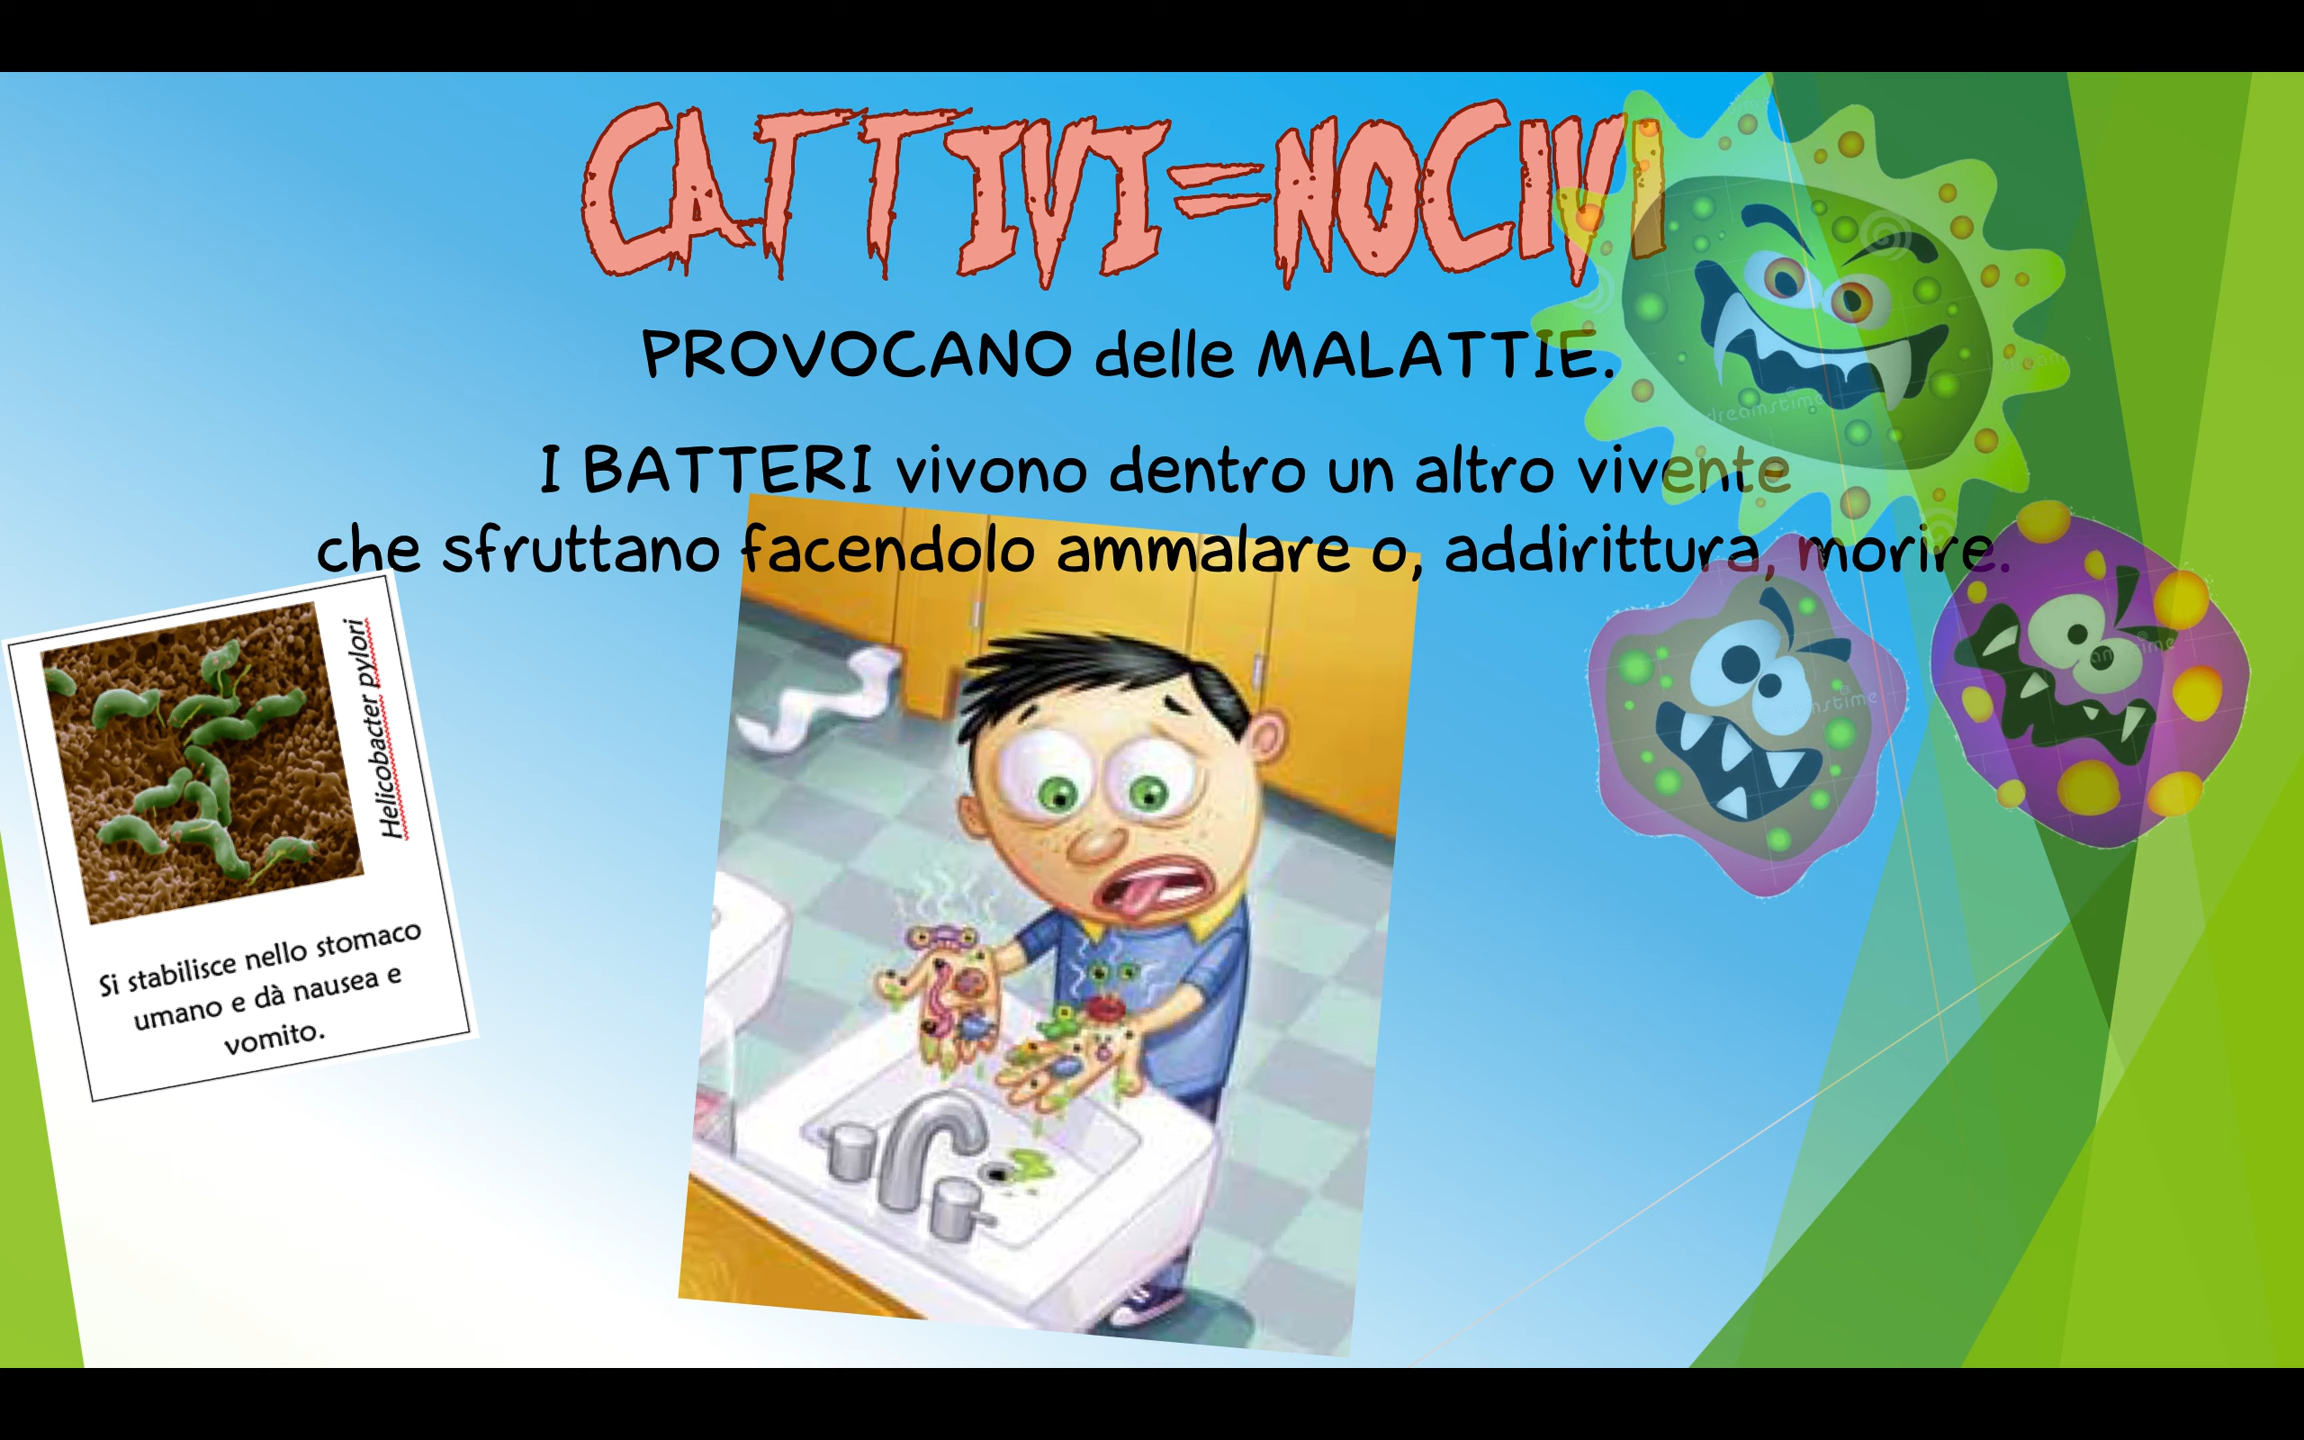 CATTIVI=NOCIVI
PROVOCANO delle MALATTIE.
I BATTERI vivono dentro un altro vivente
che sfruttano facendolo ammalare o, addirittura, morire.
Helicobacter pylori
Si stabilisce nello stomaco
umano e dà nausea e
vomito.
dreamstime